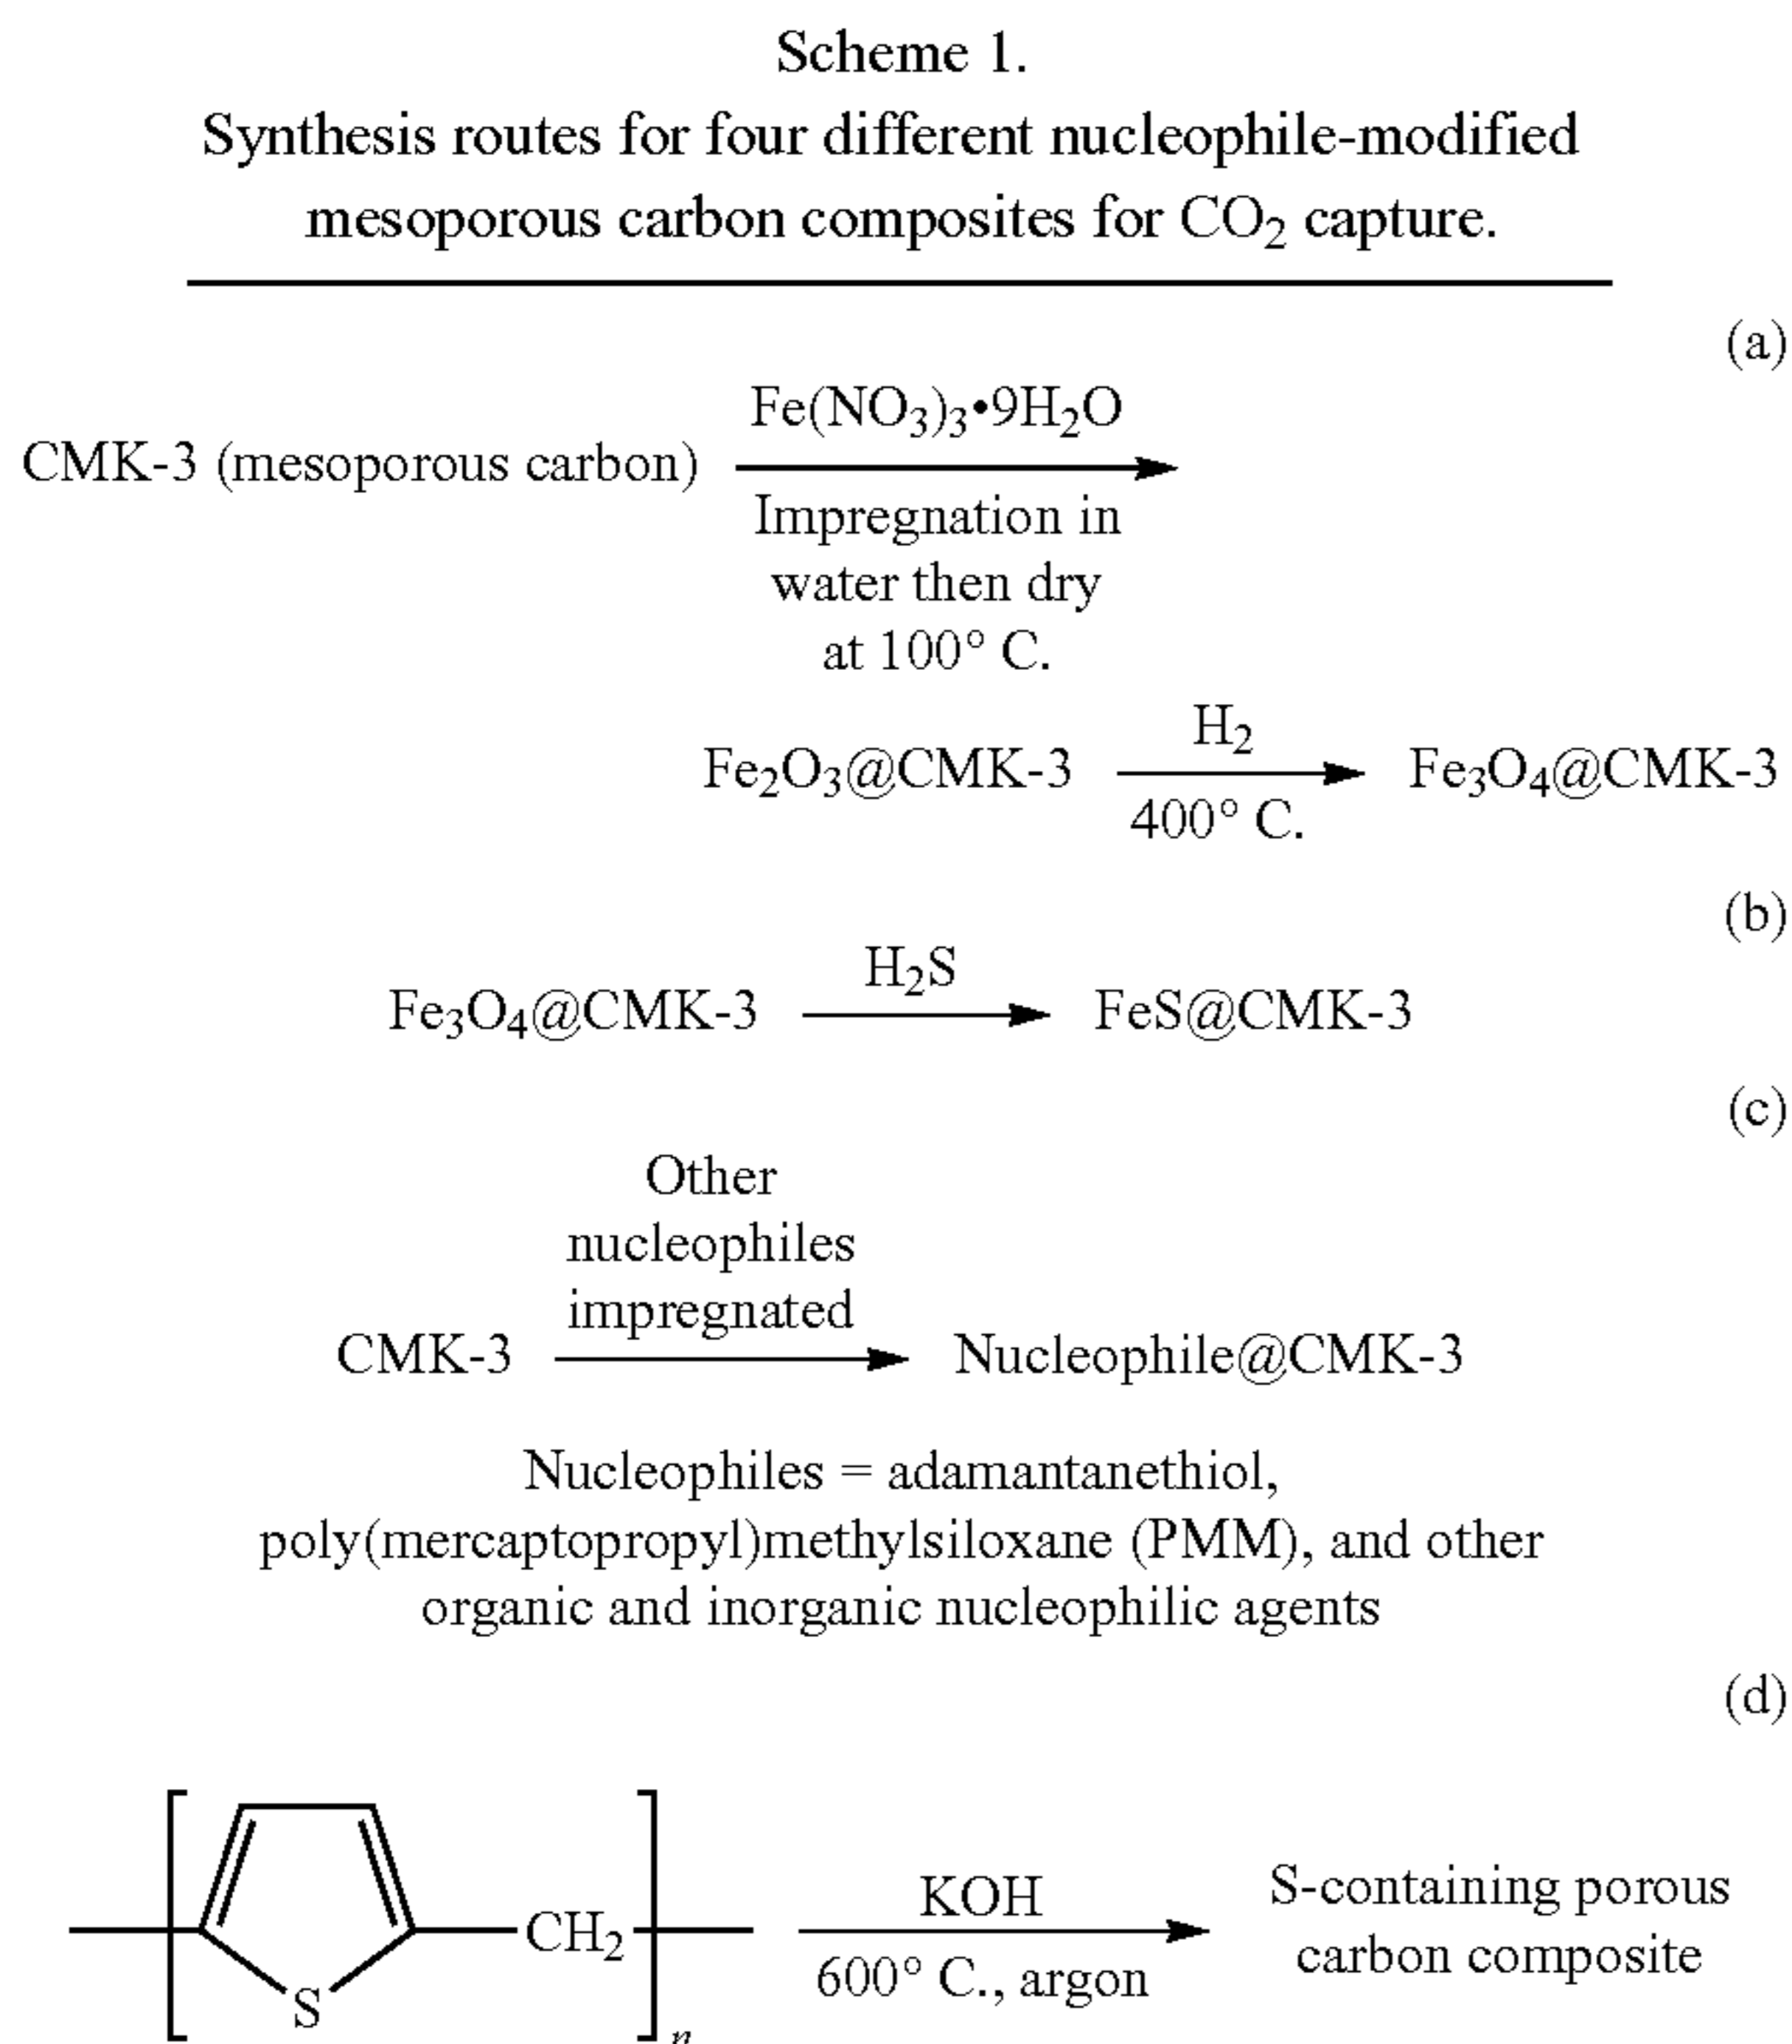 Scheme 1.
Synthesis routes for four different nucleophile-modified
mesoporous carbon composites for CO₂ capture.
(a)
Fe(NO₃)₃•9H₂O
CMK-3 (mesoporous carbon)
Impregnation in
water then dry
at 100° C.
H₂
Fe₂O₃@CMK-3
Fe₃O₄@CMK-3
400° C.
(b)
H₂S
Fe₃O₄@CMK-3
FeS@CMK-3
(c)
Other
nucleophiles
impregnated
CMK-3
Nucleophile@CMK-3
Nucleophiles = adamantanethiol,
poly(mercaptopropyl)methylsiloxane (PMM), and other
organic and inorganic nucleophilic agents
(d)
S
CH₂
n
KOH
600° C., argon
S-containing porous
carbon composite